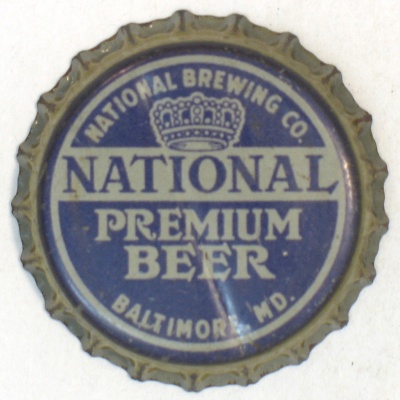 NATIONAL BREWING CO.
NATIONAL
PREMIUM
BEER
BALTIMORE, MD.